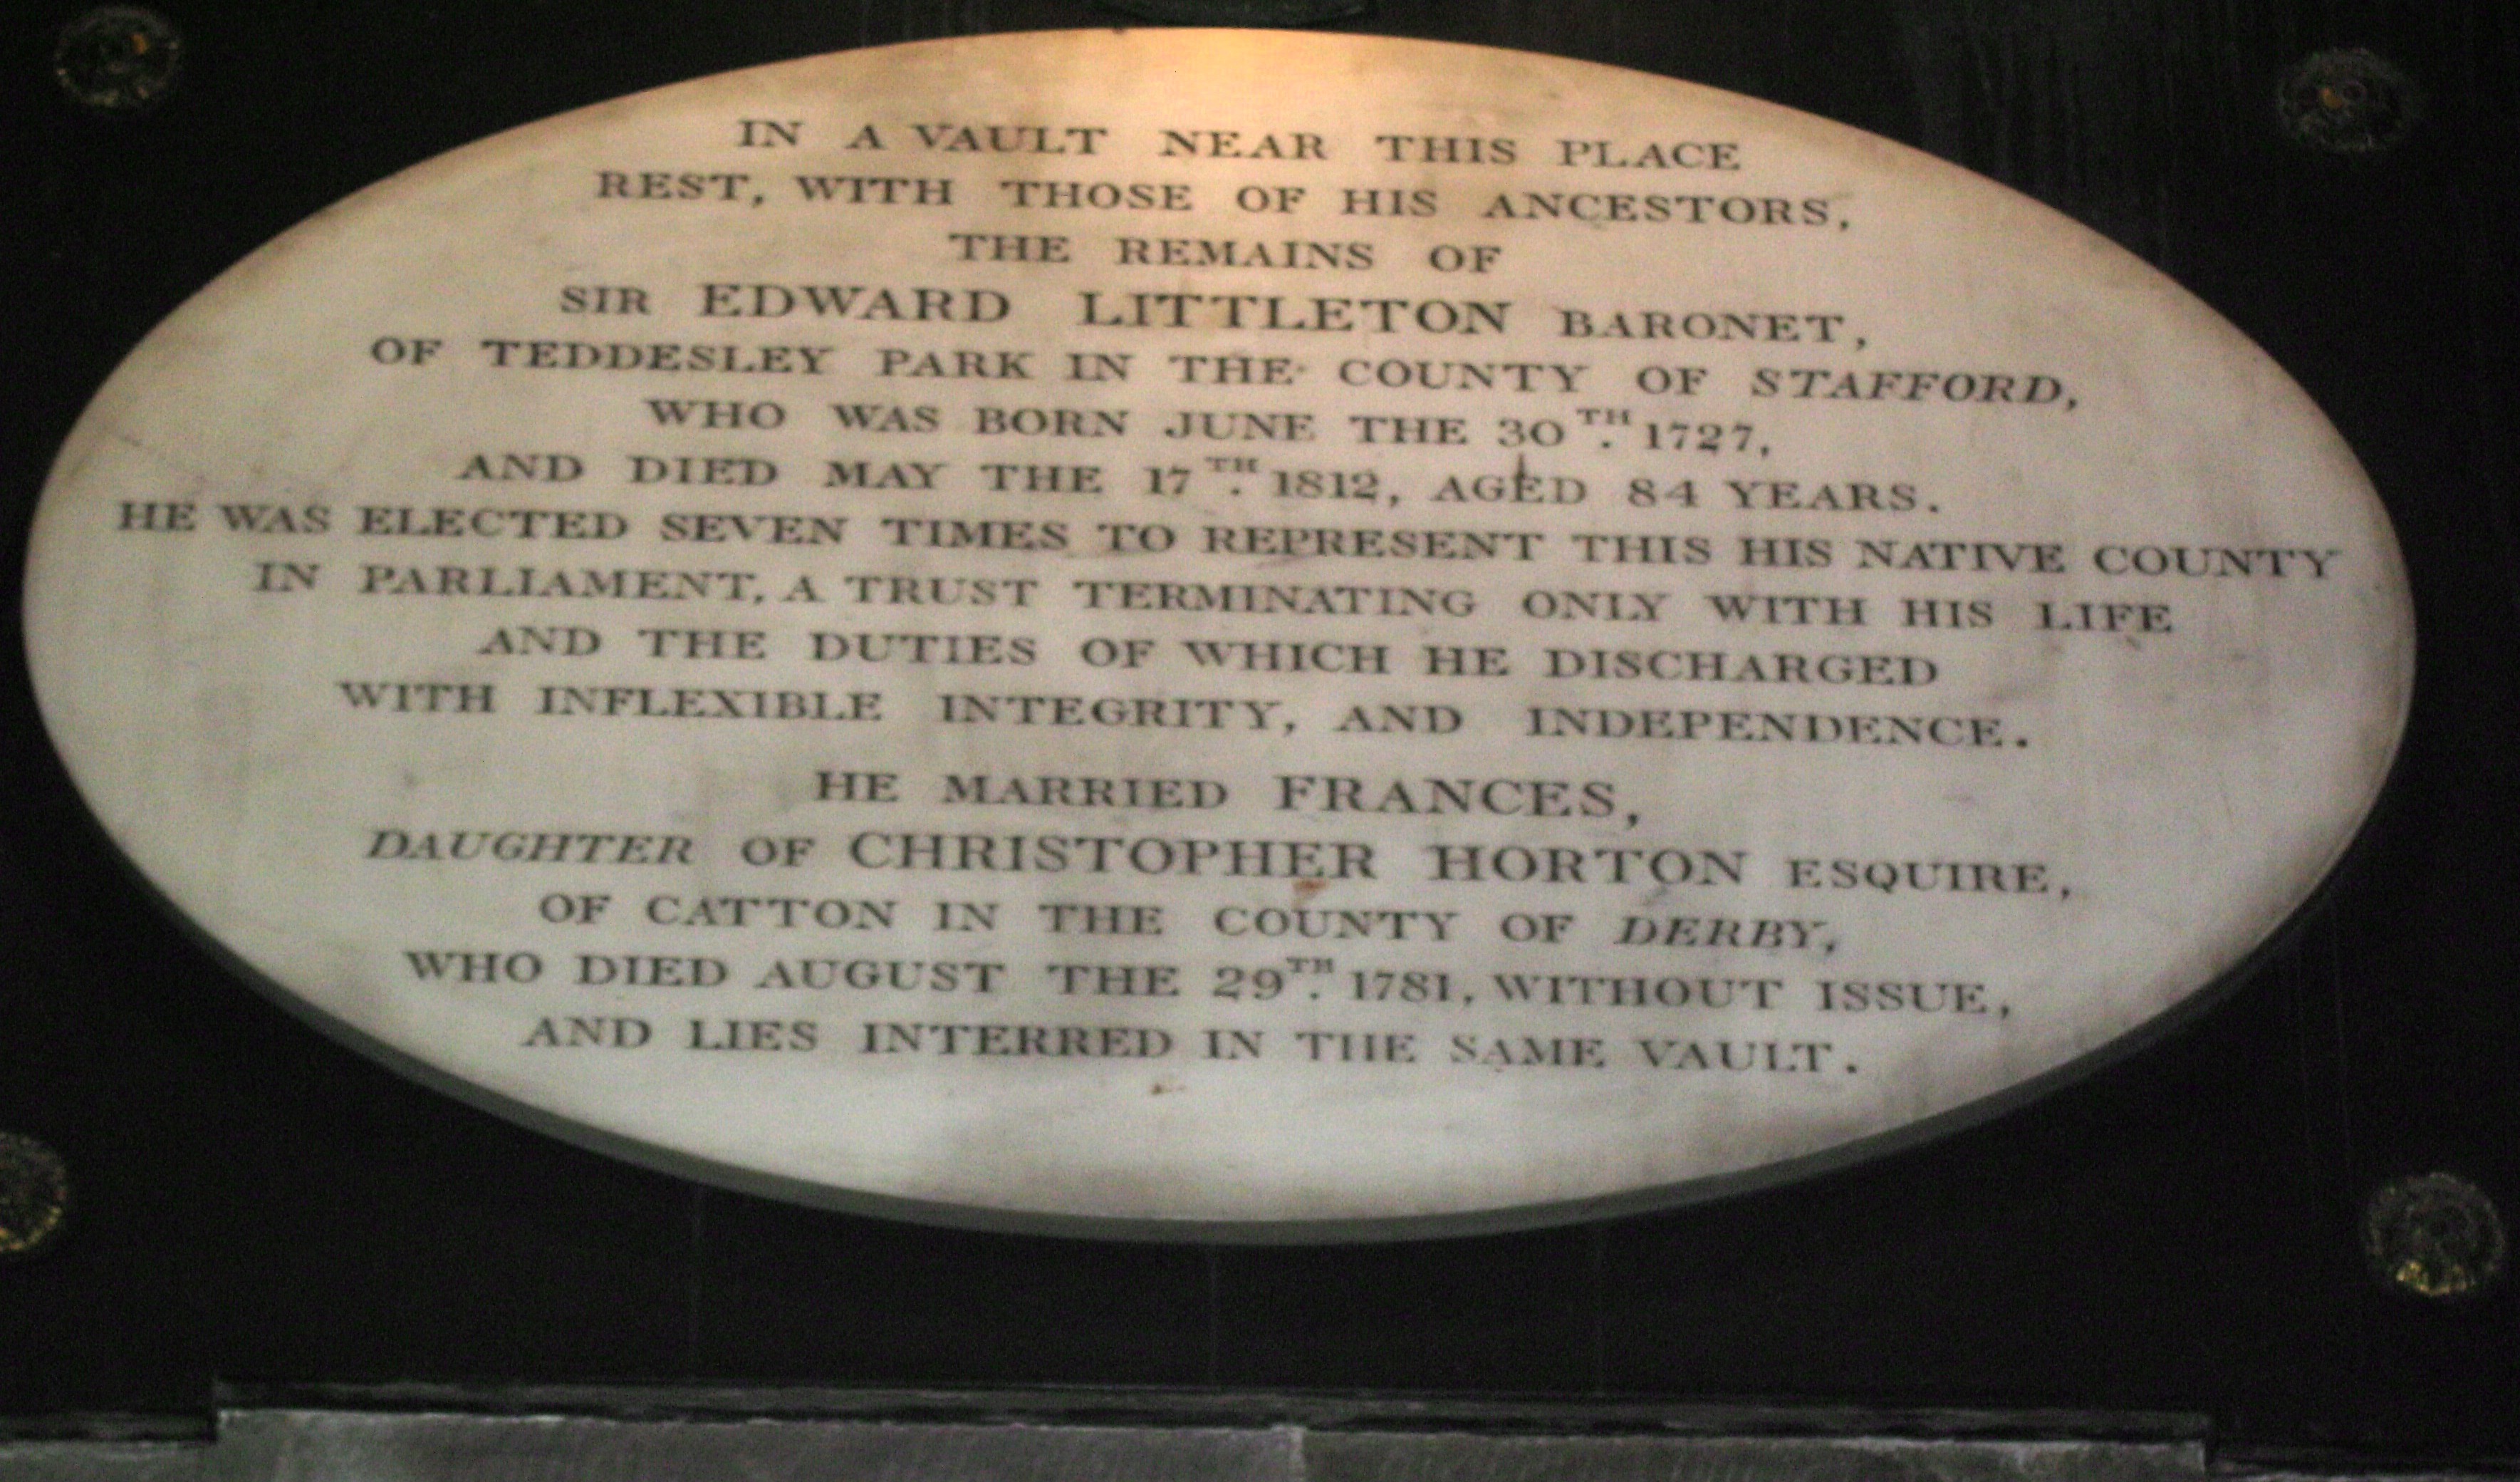 IN A VAULT NEAR THIS PLACE
REST, WITH THOSE OF HIS ANCESTORS,
THE REMAINS OF
SIR EDWARD LITTLETON BARONET,
OF TEDDESLEY PARK IN THE COUNTY OF STAFFORD,
WHO WAS BORN JUNE THE 30TH. 1727,
AND DIED MAY THE 17TH. 1812, AGED 84 YEARS.
HE WAS ELECTED SEVEN TIMES TO REPRESENT THIS HIS NATIVE COUNTY
IN PARLIAMENT, A TRUST TERMINATING ONLY WITH HIS LIFE
AND THE DUTIES OF WHICH HE DISCHARGED
WITH INFLEXIBLE INTEGRITY, AND INDEPENDENCE.
HE MARRIED FRANCES,
DAUGHTER OF CHRISTOPHER HORTON ESQUIRE,
OF CATTON IN THE COUNTY OF DERBY,
WHO DIED AUGUST THE 29TH. 1781, WITHOUT ISSUE,
AND LIES INTERRED IN THE SAME VAULT.